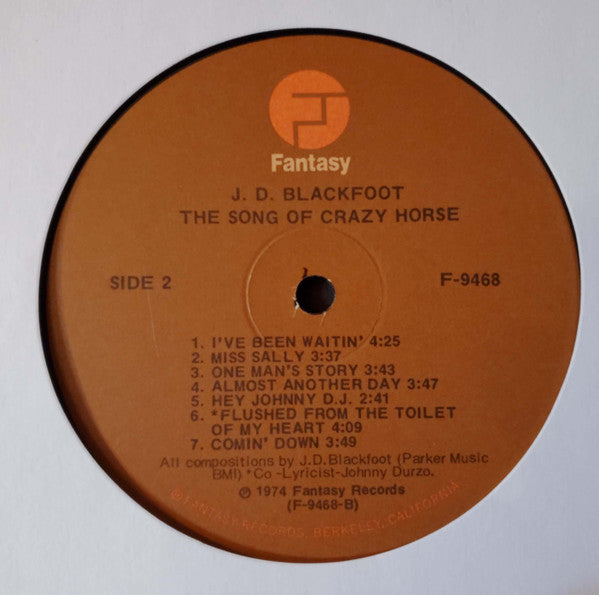 Fantasy
J. D. BLACKFOOT
THE SONG OF CRAZY HORSE
SIDE 2
F-9468
1. I'VE BEEN WAITIN' 4:25
2. MISS SALLY 3:37
3. ONE MAN'S STORY 3:43
4. ALMOST ANOTHER DAY 3:47
5. HEY JOHNNY D.J. 2:41
6. *FLUSHED FROM THE TOILET
OF MY HEART 4:09
7. COMIN' DOWN 3:49
All compositions by J.D.Blackfoot (Parker Music
BMI) *Co -Lyricist-Johnny Durzo.
℗ 1974 Fantasy Records
(F-9468-B)
® FANTASY RECORDS, BERKELEY, CALIFORNIA